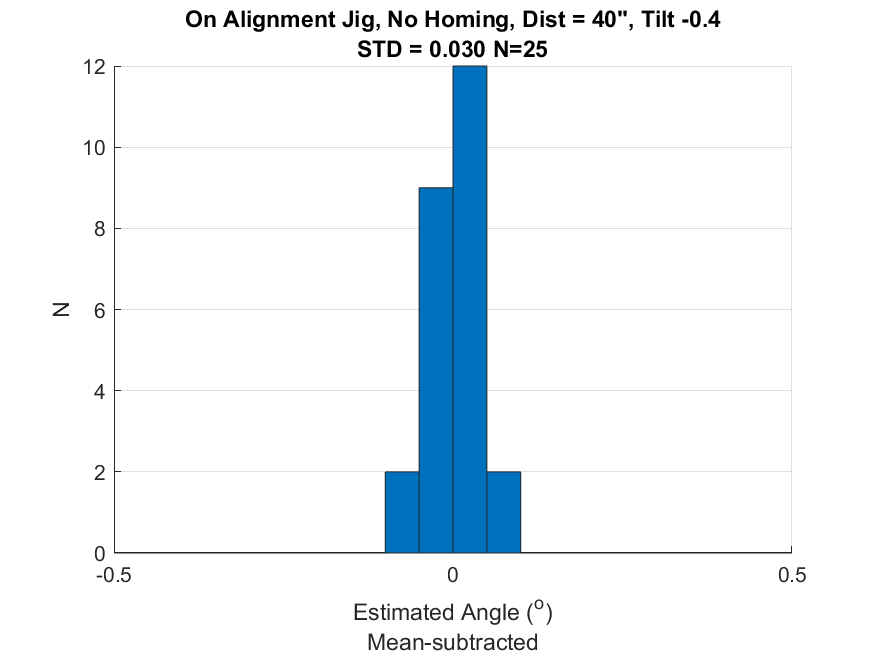 On Alignment Jig, No Homing, Dist = 40", Tilt -0.4
STD = 0.030 N=25
12
10
8
6
4
2
0
N
-0.5
0
0.5
Estimated Angle (o)
Mean-subtracted